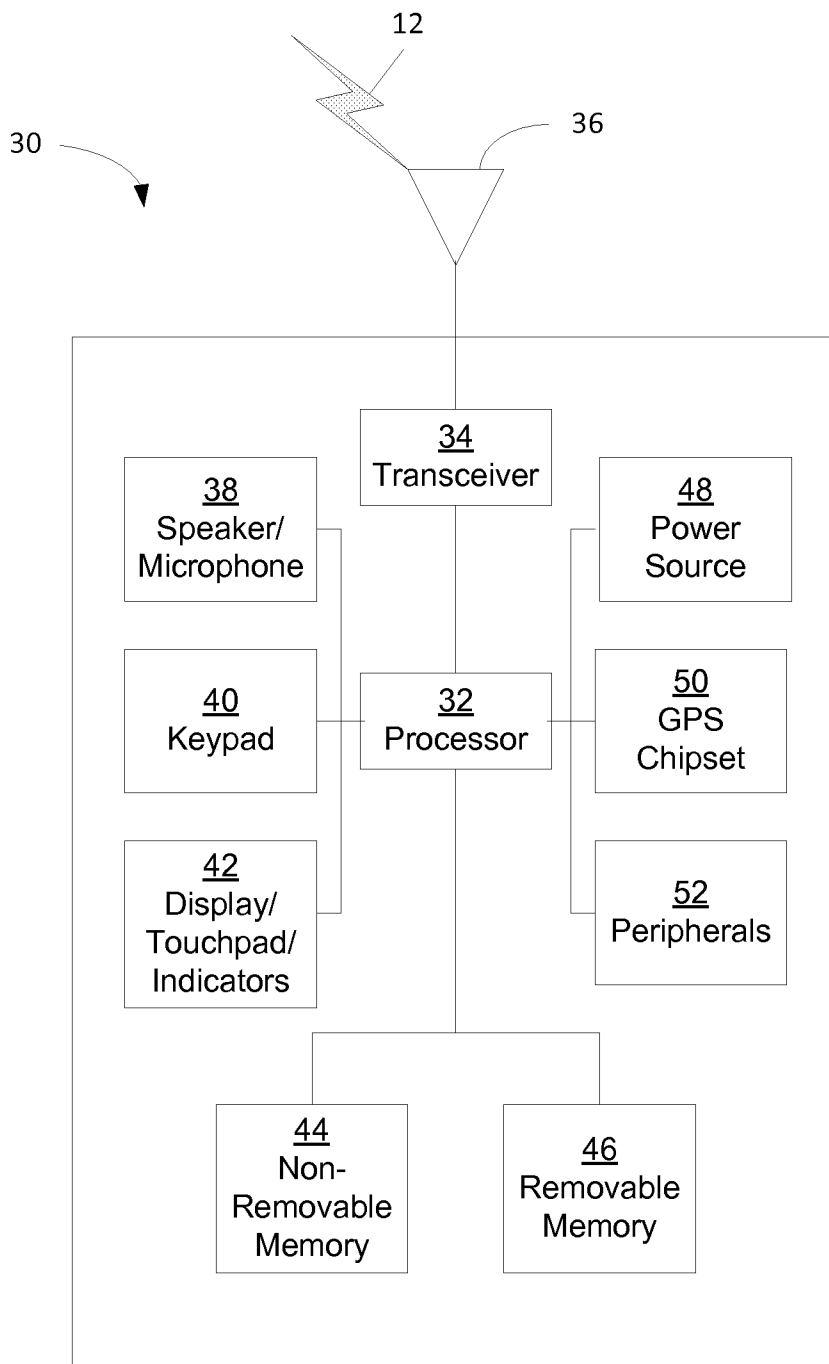 12
36
30
34
Transceiver
38
Speaker/
Microphone
48
Power
Source
40
Keypad
32
Processor
50
GPS
Chipset
42
Display/
Touchpad/
Indicators
52
Peripherals
44
Non-
Removable
Memory
46
Removable
Memory